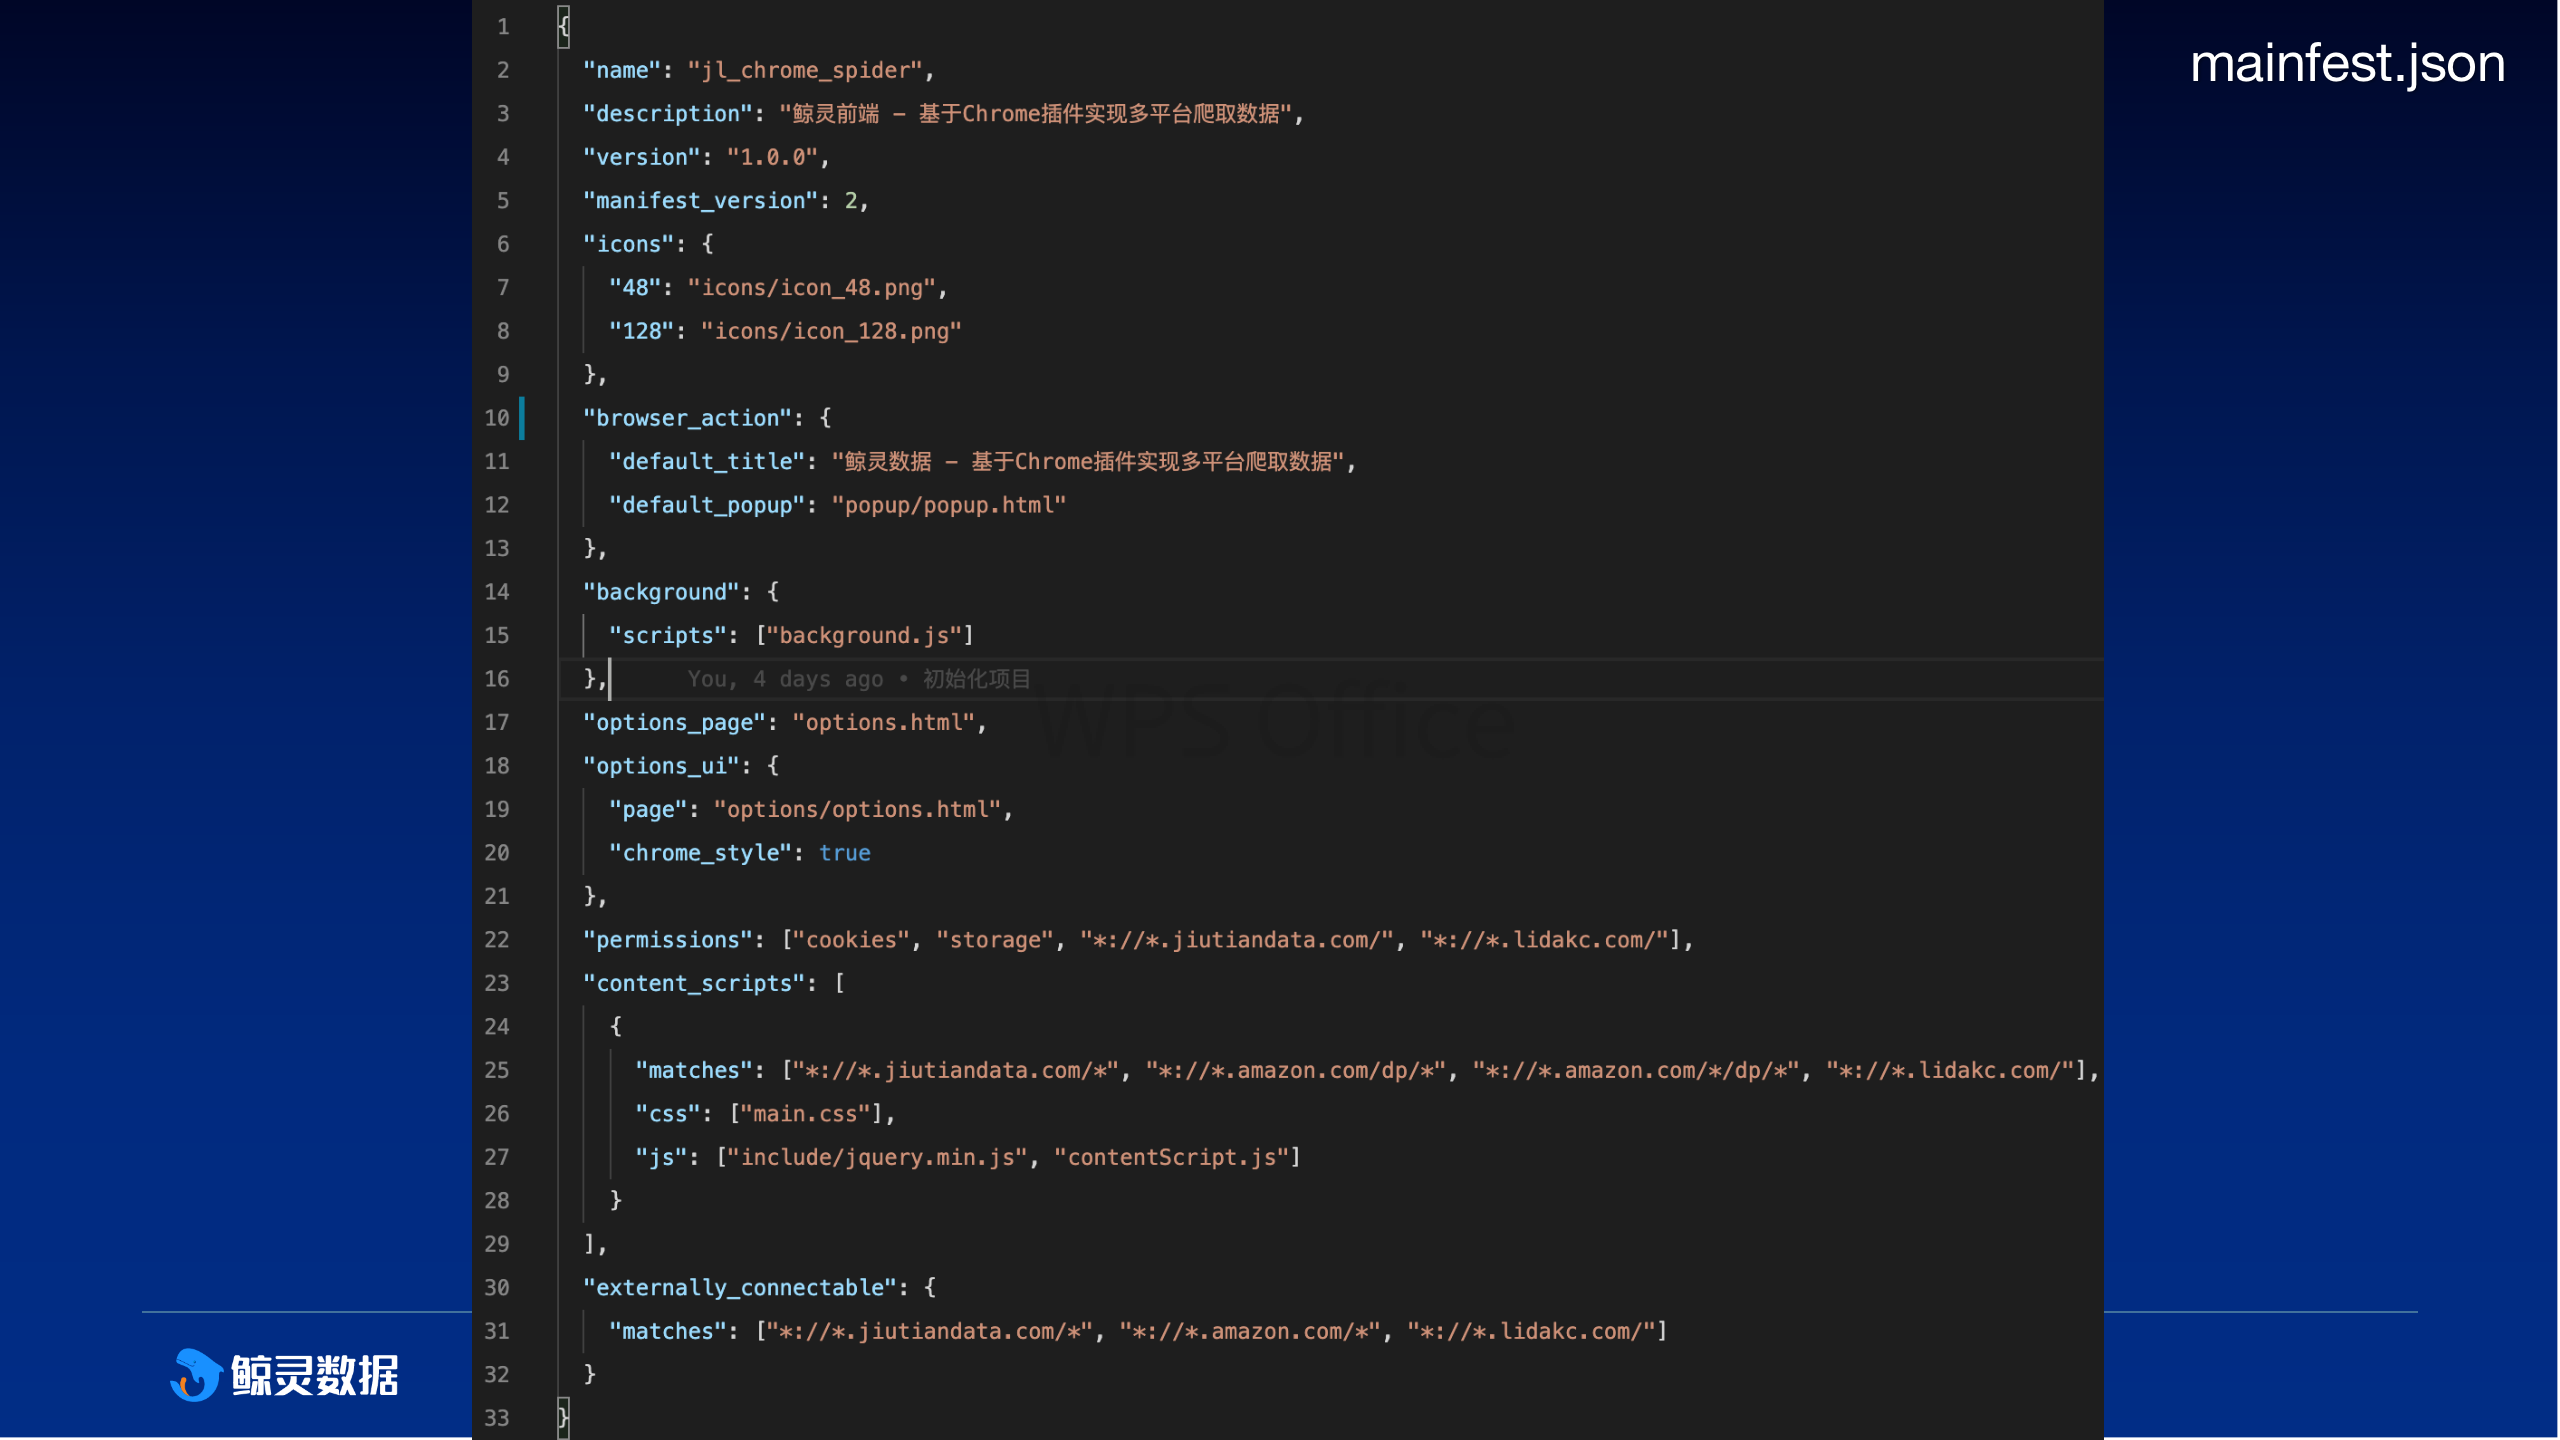 mainfest.json
1 {
2 "name": "jl_chrome_spider",
3 "description": "鲸灵前端 – 基于Chrome插件实现多平台爬取数据",
4 "version": "1.0.0",
5 "manifest_version": 2,
6 "icons": {
7 "48": "icons/icon_48.png",
8 "128": "icons/icon_128.png"
9 },
10 "browser_action": {
11 "default_title": "鲸灵数据 – 基于Chrome插件实现多平台爬取数据",
12 "default_popup": "popup/popup.html"
13 },
14 "background": {
15 "scripts": ["background.js"]
16 }, You, 4 days ago • 初始化项目
WPS Office
17 "options_page": "options.html",
18 "options_ui": {
19 "page": "options/options.html",
20 "chrome_style": true
21 },
22 "permissions": ["cookies", "storage", "*://*.jiutiandata.com/", "*://*.lidakc.com/"],
23 "content_scripts": [
24 {
25 "matches": ["*://*.jiutiandata.com/*", "*://*.amazon.com/dp/*", "*://*.amazon.com/*/dp/*", "*://*.lidakc.com/"],
26 "css": ["main.css"],
27 "js": ["include/jquery.min.js", "contentScript.js"]
28 }
29 ],
30 "externally_connectable": {
31 "matches": ["*://*.jiutiandata.com/*", "*://*.amazon.com/*", "*://*.lidakc.com/"]
32 }
33 }
鲸灵数据